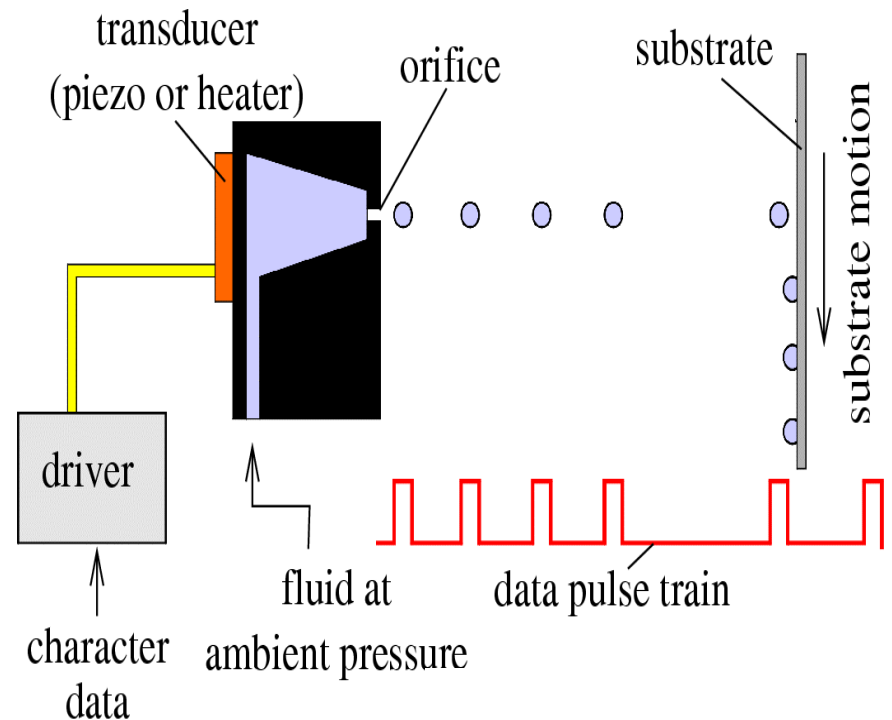 transducer
(piezo or heater)
orifice
substrate
substrate motion
driver
fluid at
ambient pressure
data pulse train
character
data